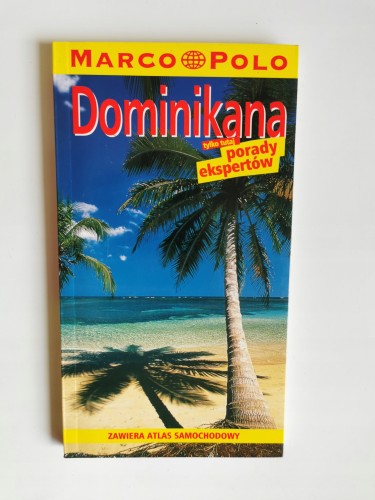 MARCO POLO
Dominikana
tylko tutaj
porady
ekspertów
ZAWIERA ATLAS SAMOCHODOWY